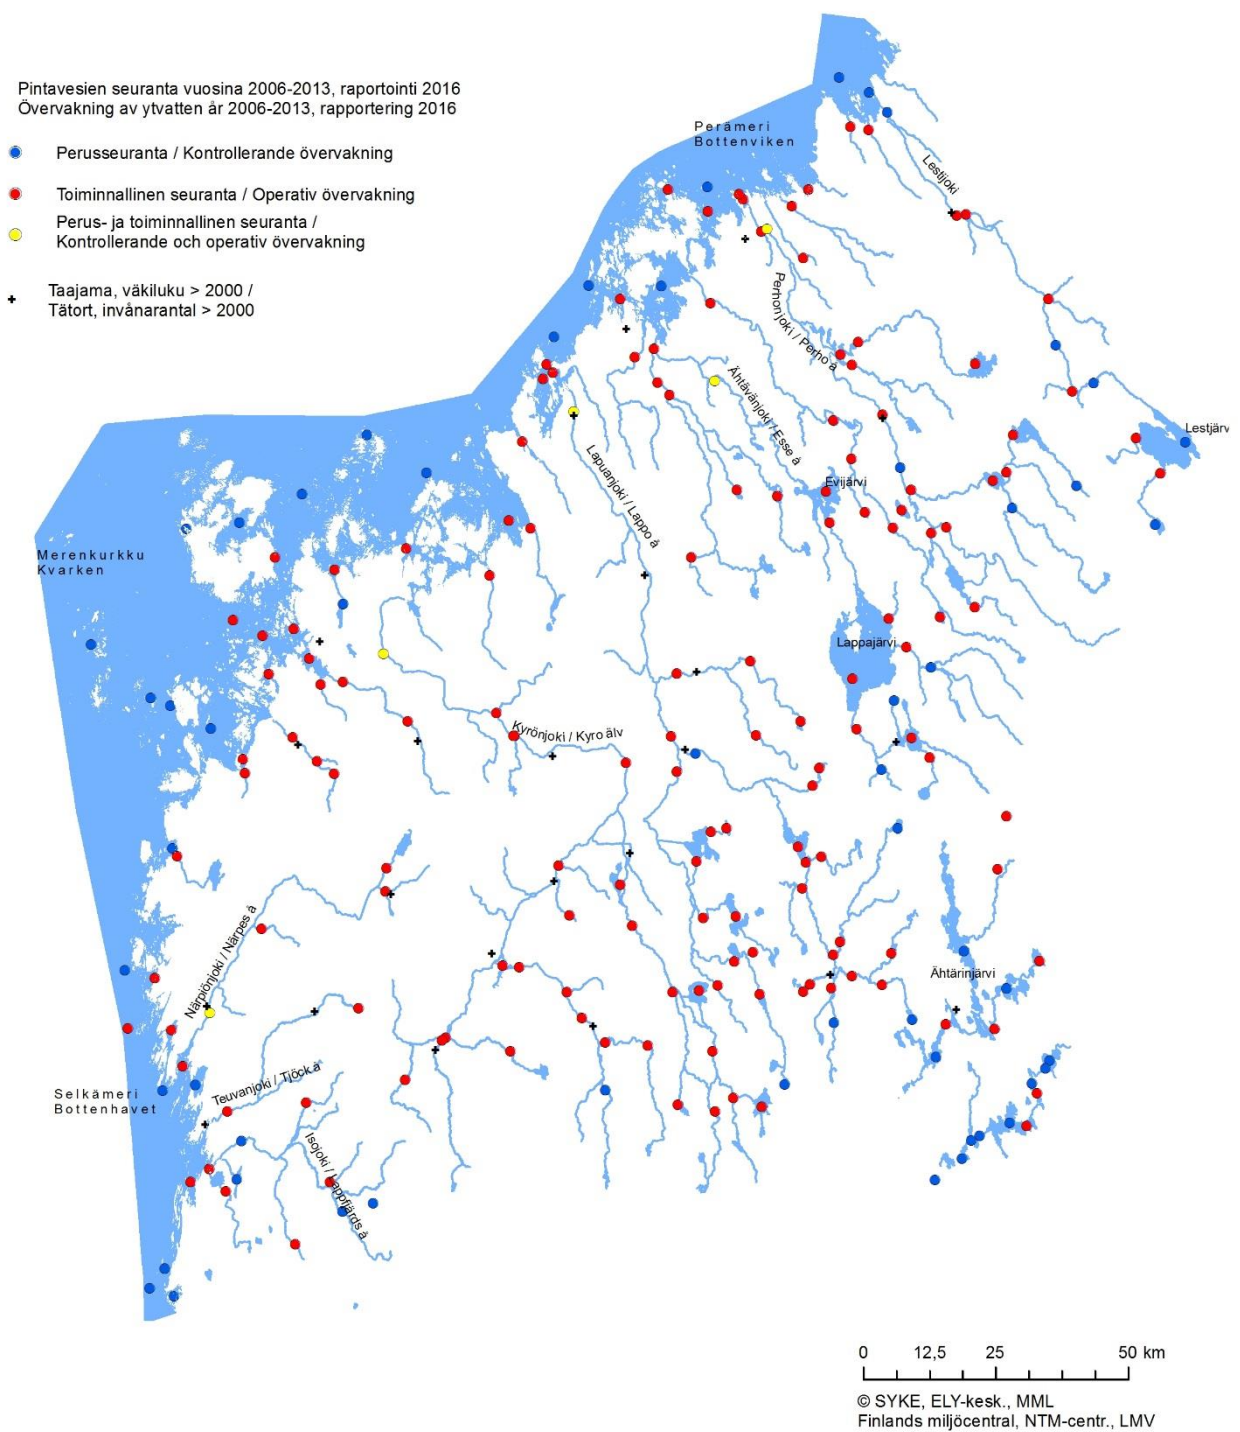 Pintavesien seuranta vuosina 2006-2013, raportointi 2016
Övervakning av ytvatten år 2006-2013, rapportering 2016
Perusseuranta / Kontrollerande övervakning
Toiminnallinen seuranta / Operativ övervakning
Perus- ja toiminnallinen seuranta /
Kontrollerande och operativ övervakning
Taajama, väkiluku > 2000 /
Tätort, invånarantal > 2000
Perämeri
Bottenviken
Lestijoki
Perhonjoki / Perho å
Ähtävänjoki / Esse å
Lestjärv
Lapuanjoki / Lappo å
Evijärvi
Merenkurkku
Kvarken
Lappajärvi
Kyrönjoki / Kyro älv
Närpiönjoki / Närpes å
Ähtärinjärvi
Selkämeri
Bottenhavet
Teuvanjoki / Tjöck å
Isojoki / Lappfjärds å
0 12,5 25 50 km
© SYKE, ELY-kesk., MML
Finlands miljöcentral, NTM-centr., LMV